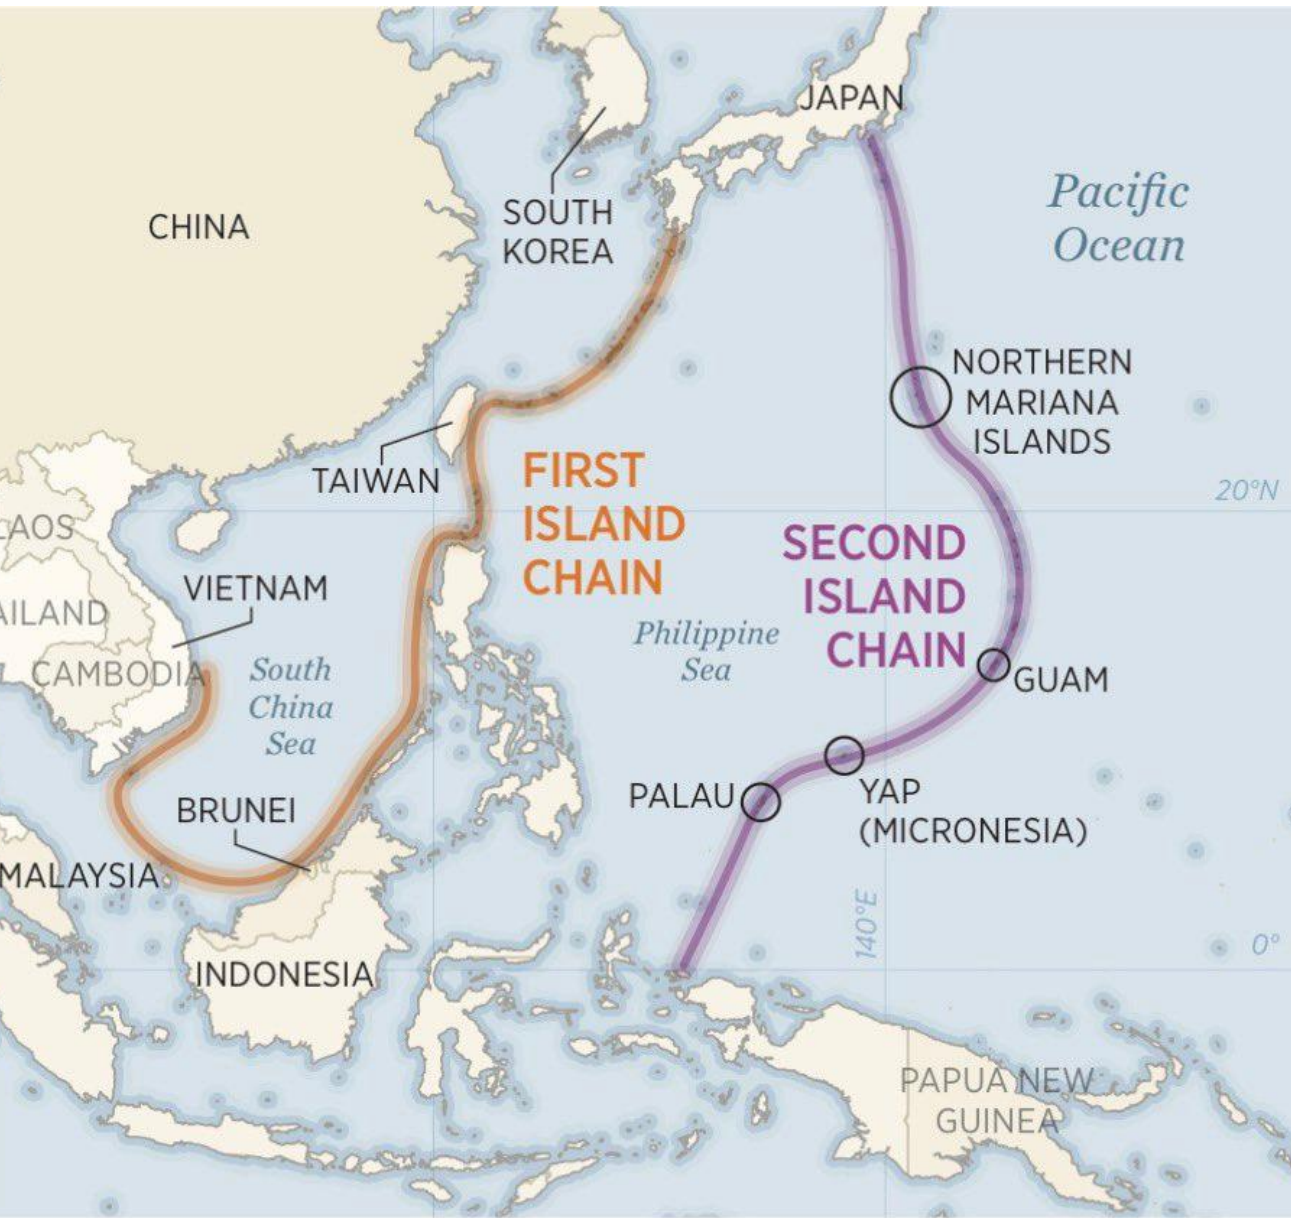 JAPAN
Pacific
Ocean
CHINA
SOUTH
KOREA
NORTHERN
MARIANA
ISLANDS
TAIWAN
FIRST
ISLAND
CHAIN
20°N
LAOS
SECOND
ISLAND
CHAIN
VIETNAM
AILAND
Philippine
Sea
CAMBODIA
South
China
Sea
GUAM
PALAU
YAP
(MICRONESIA)
BRUNEI
MALAYSIA
140°E
0°
INDONESIA
PAPUA NEW
GUINEA